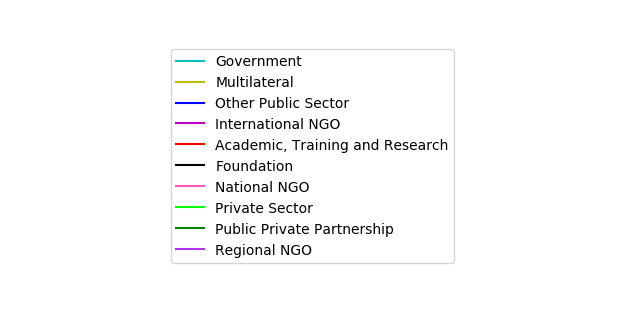 Government
Multilateral
Other Public Sector
International NGO
Academic, Training and Research
Foundation
National NGO
Private Sector
Public Private Partnership
Regional NGO